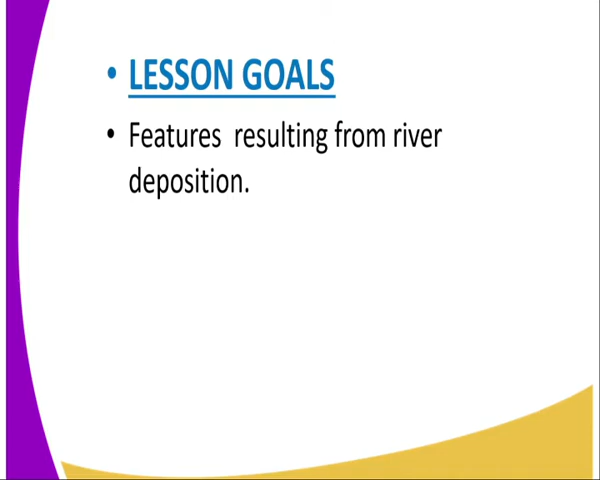 • LESSON GOALS
• Features resulting from river
deposition.